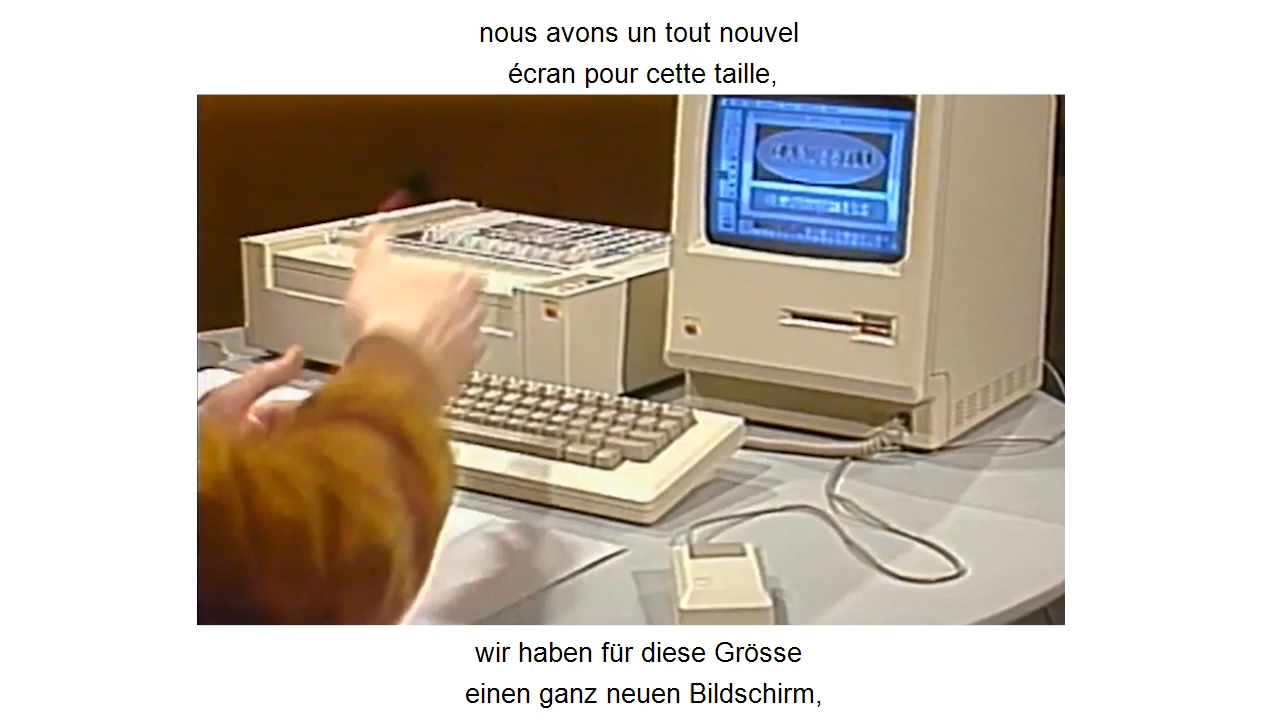 nous avons un tout nouvel
écran pour cette taille,
wir haben für diese Grösse
einen ganz neuen Bildschirm,